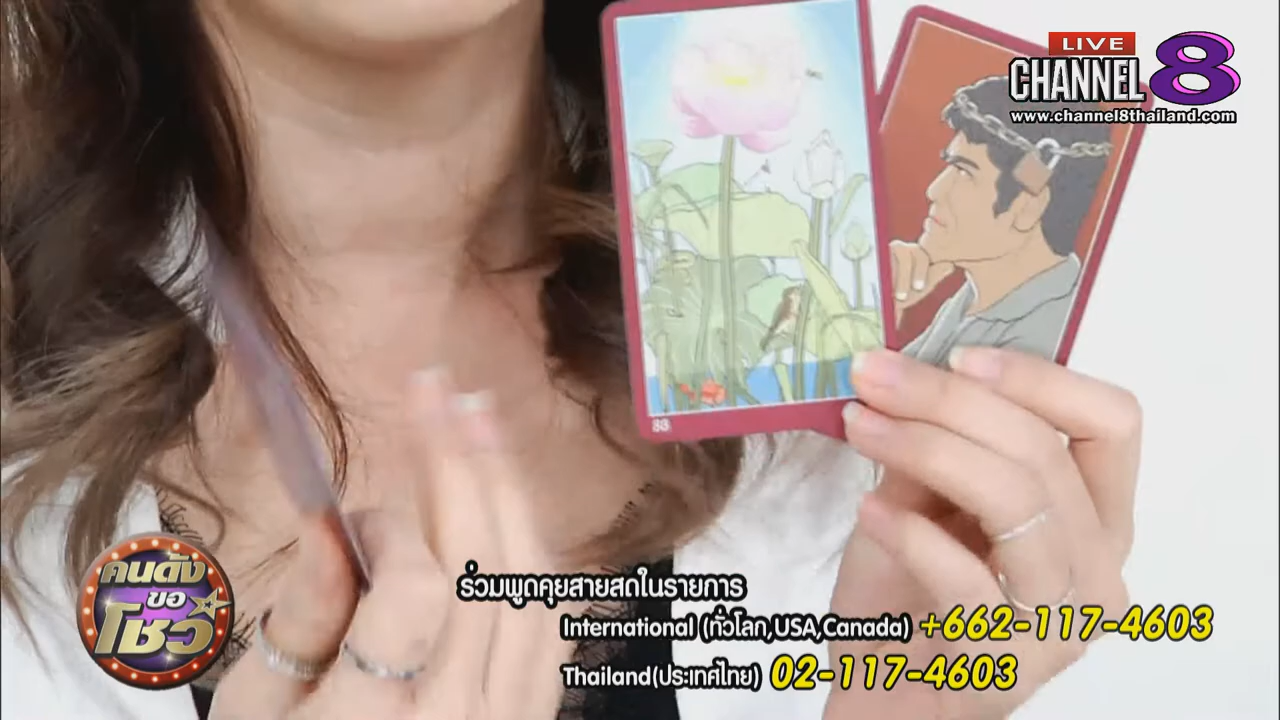 LIVE
CHANNEL 8
www.channel8thailand.com
88
คนดัง
ขอ
โชว์
ร่วมพูดคุยสายสดในรายการ
International (ทั่วโลก,USA,Canada) +662-117-4603
Thailand(ประเทศไทย) 02-117-4603